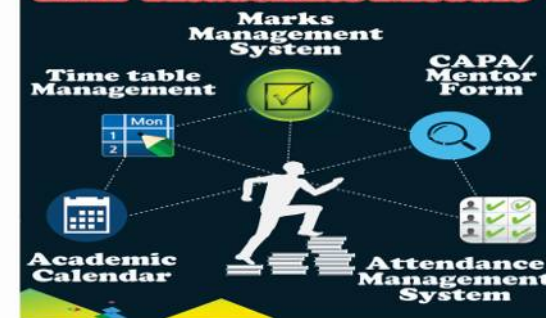 Marks
Management
System
Time table
Management
CAPA/
Mentor
Form
Mon
1
2
Academic
Calendar
Attendance
Management
System